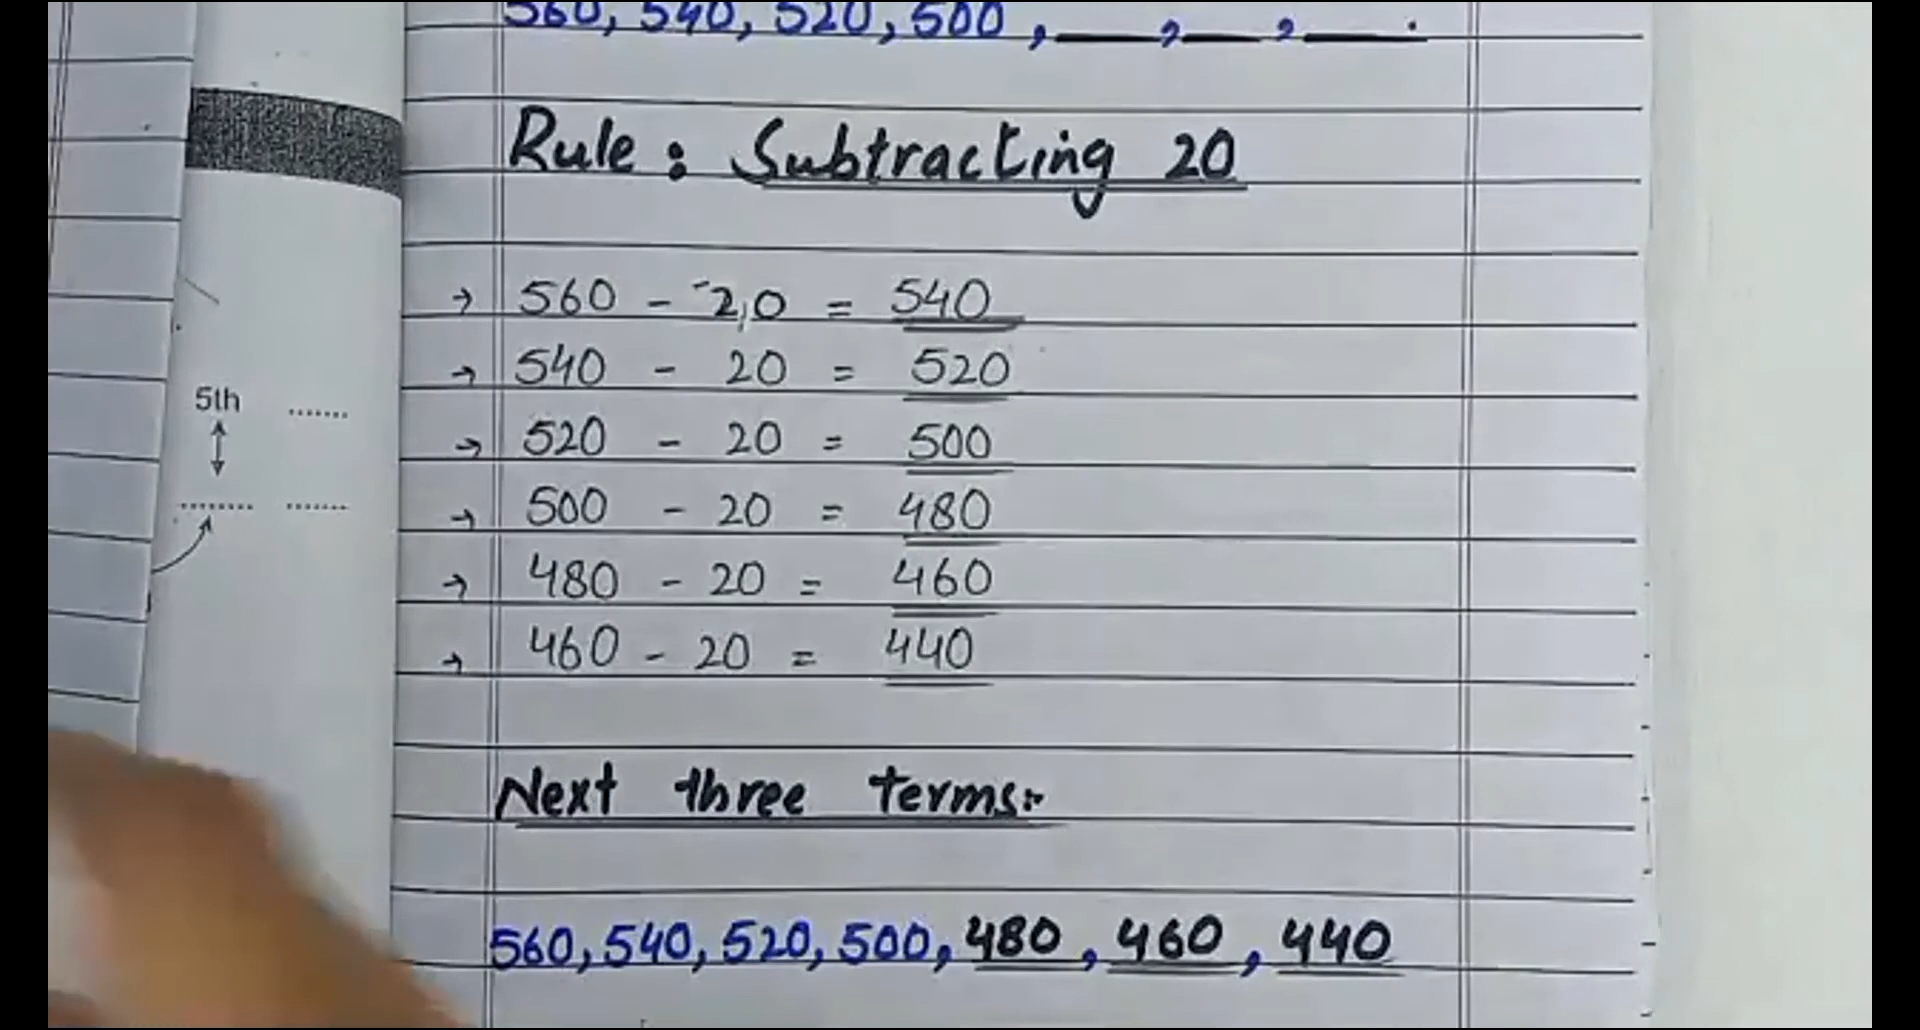 560, 540, 520, 500, ___, ___, ___.
Rule: Subtracting 20
→ 560 - 20 = 540
→ 540 - 20 = 520
→ 520 - 20 = 500
→ 500 - 20 = 480
→ 480 - 20 = 460
→ 460 - 20 = 440
5th ......
...... ......
Next three terms:-
560, 540, 520, 500, 480, 460, 440